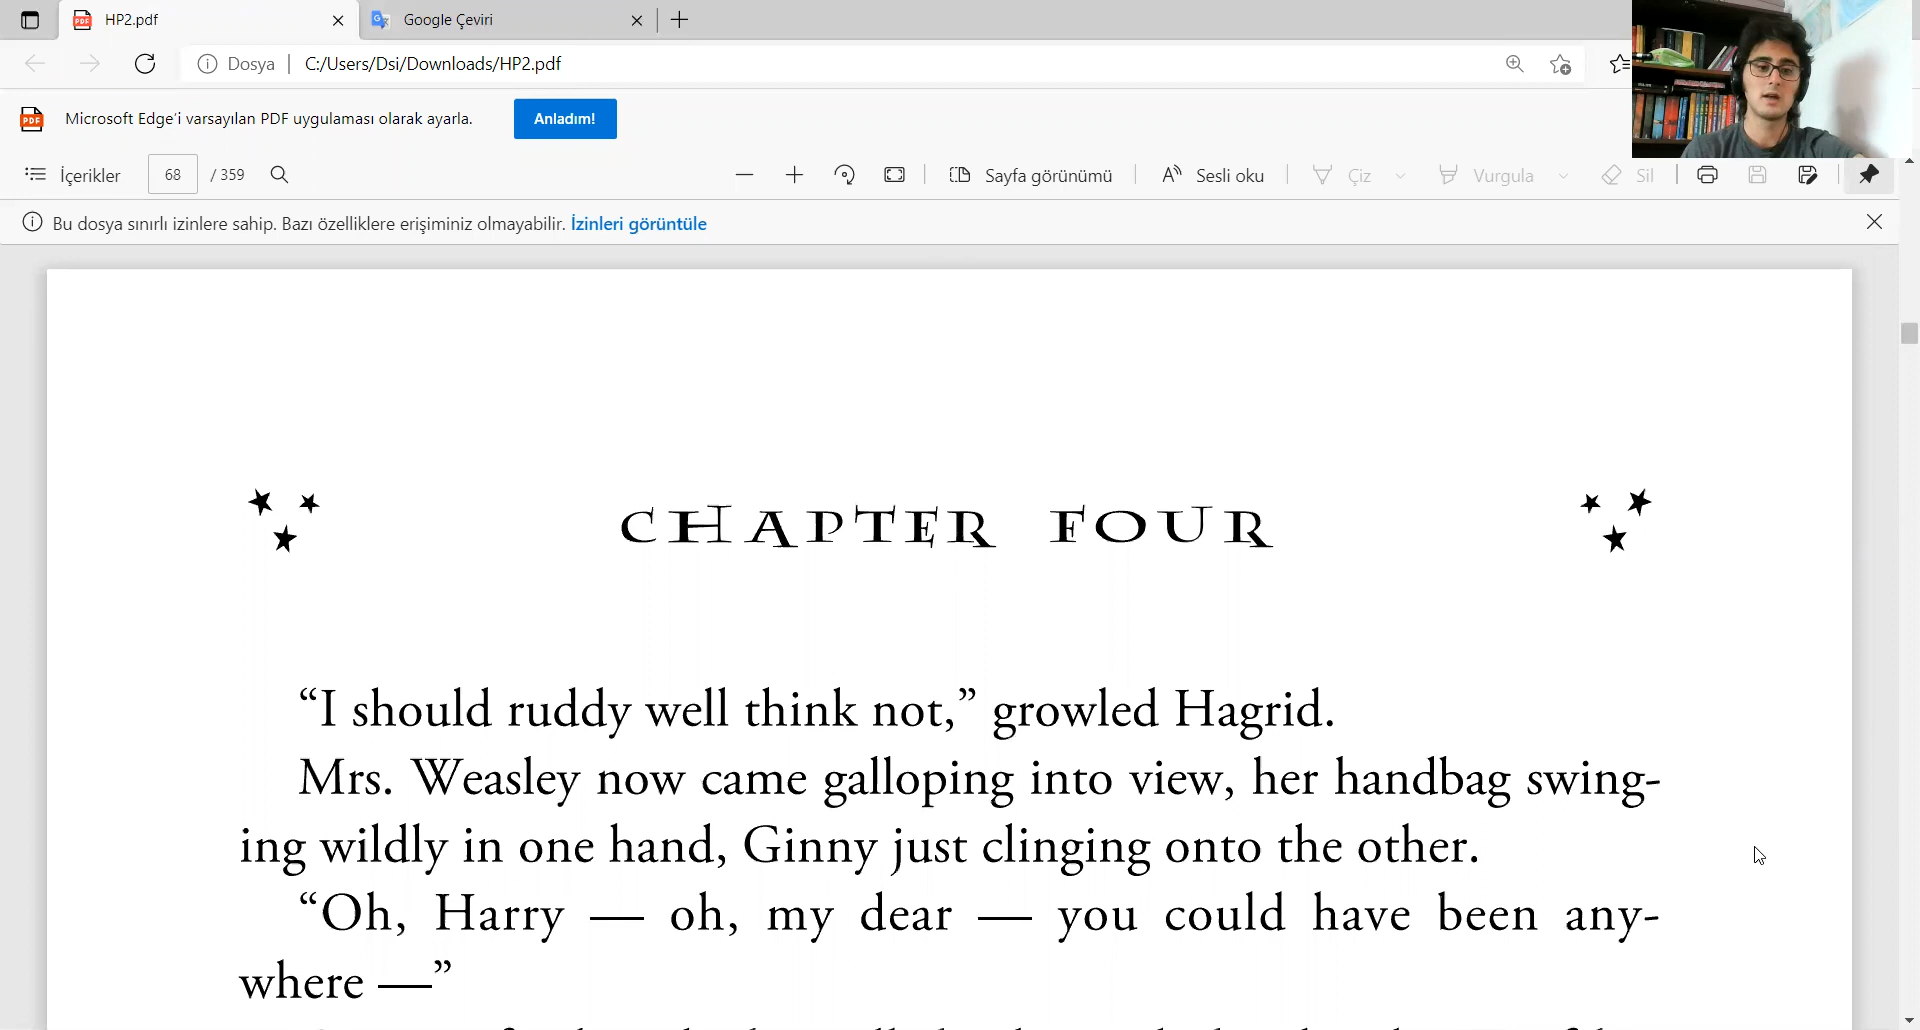 HP2.pdf
Google Çeviri
Dosya | C:/Users/Dsi/Downloads/HP2.pdf
Microsoft Edge'i varsayılan PDF uygulaması olarak ayarla.
Anladım!
İçerikler
68 / 359
Sayfa görünümü
Sesli oku
Çiz
Vurgula
Sil
Bu dosya sınırlı izinlere sahip. Bazı özelliklere erişiminiz olmayabilir. İzinleri görüntüle
CHAPTER FOUR
“I should ruddy well think not,” growled Hagrid.
Mrs. Weasley now came galloping into view, her handbag swing-
ing wildly in one hand, Ginny just clinging onto the other.
“Oh, Harry — oh, my dear — you could have been any-
where —”